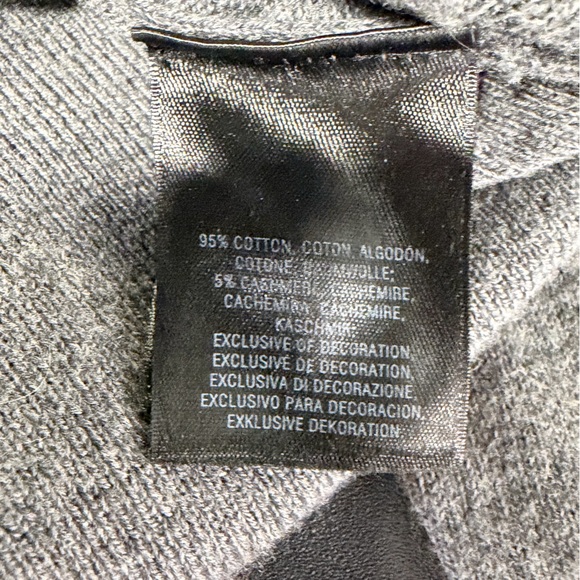 95% COTTON, COTON, ALGODÓN,
COTONE,
5% CASHMERE,
CACHEMIRA, CACHEMIRE,
KASCHMIR
EXCLUSIVE OF DECORATION,
EXCLUSIVE DE DECORATION,
EXCLUSIVA DI DECORAZIONE,
EXCLUSIVO PARA DECORACION,
EXKLUSIVE DEKORATION